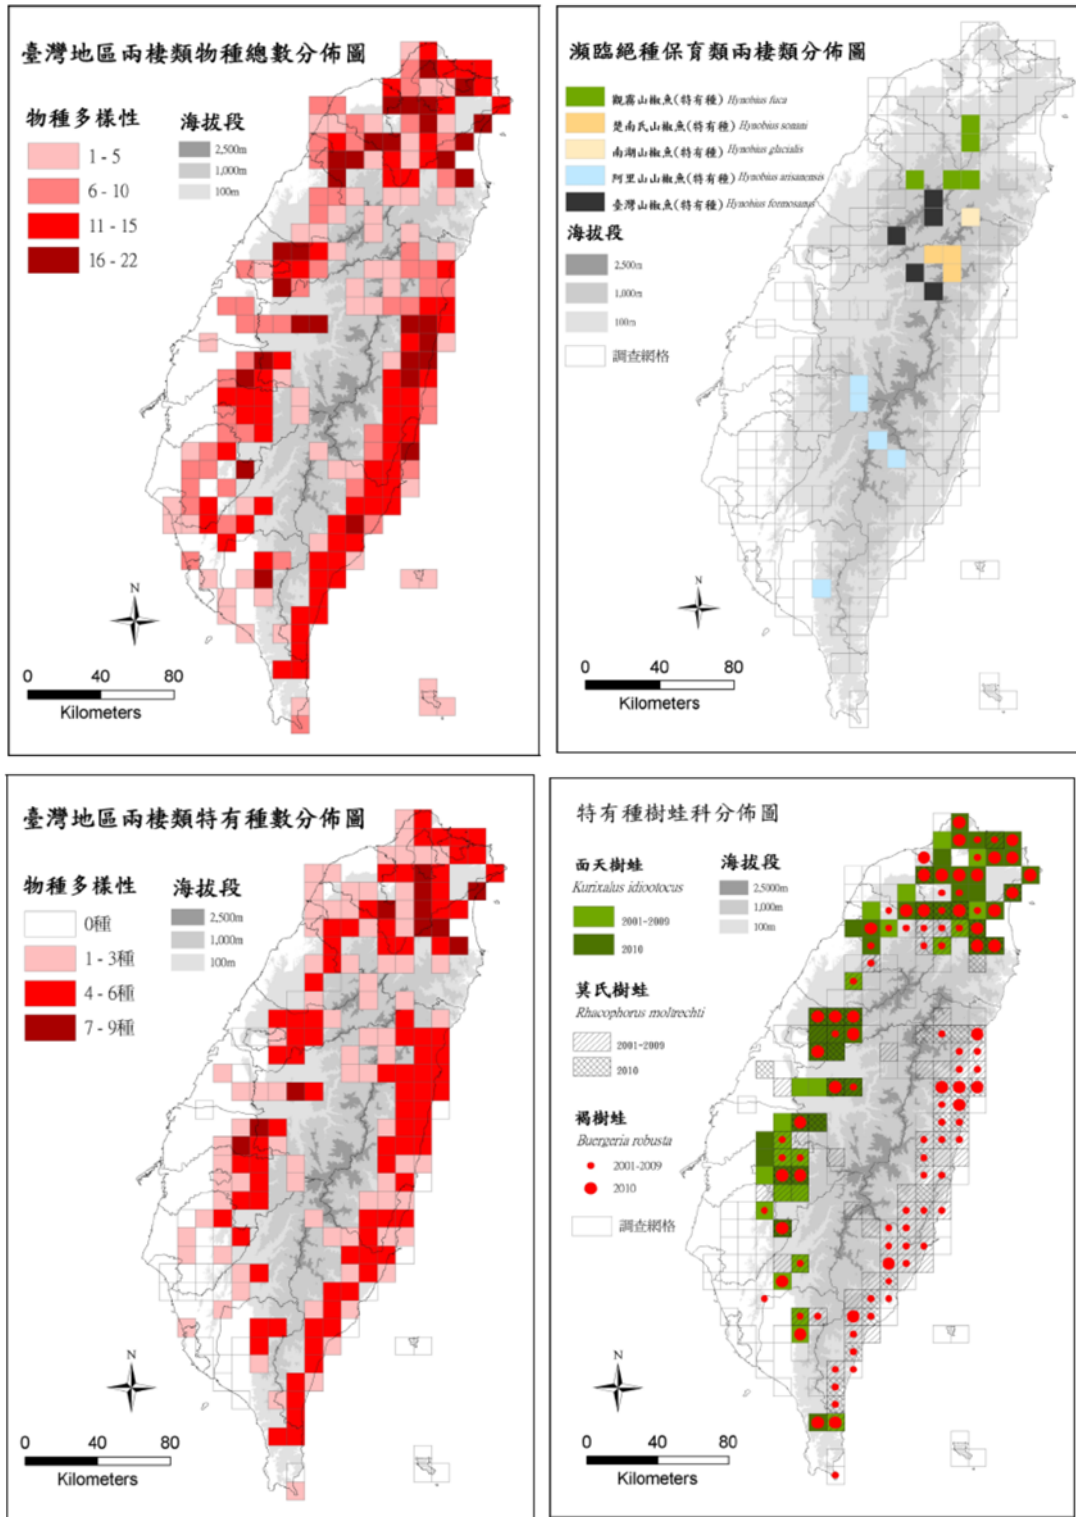 臺灣地區兩棲類物種總數分佈圖
物種多樣性
1 - 5
6 - 10
11 - 15
16 - 22
海拔段
2,500m
1,000m
100m
N
0 40 80
Kilometers
瀕臨絕種保育類兩棲類分佈圖
觀霧山椒魚(特有種) Hynobius fuca
楚南氏山椒魚(特有種) Hynobius sonani
南湖山椒魚(特有種) Hynobius glacialis
阿里山山椒魚(特有種) Hynobius arisanensis
臺灣山椒魚(特有種) Hynobius formosanus
海拔段
2,500m
1,000m
100m
調查網格
N
0 40 80
Kilometers
臺灣地區兩棲類特有種數分佈圖
物種多樣性
0種
1 - 3種
4 - 6種
7 - 9種
海拔段
2,500m
1,000m
100m
N
0 40 80
Kilometers
特有種樹蛙科分佈圖
面天樹蛙
Kurixalus idiootocus
2001-2009
2010
海拔段
2,5000m
1,000m
100m
莫氏樹蛙
Rhacophorus moltrechti
2001-2009
2010
褐樹蛙
Buergeria robusta
2001-2009
2010
調查網格
N
0 40 80
Kilometers